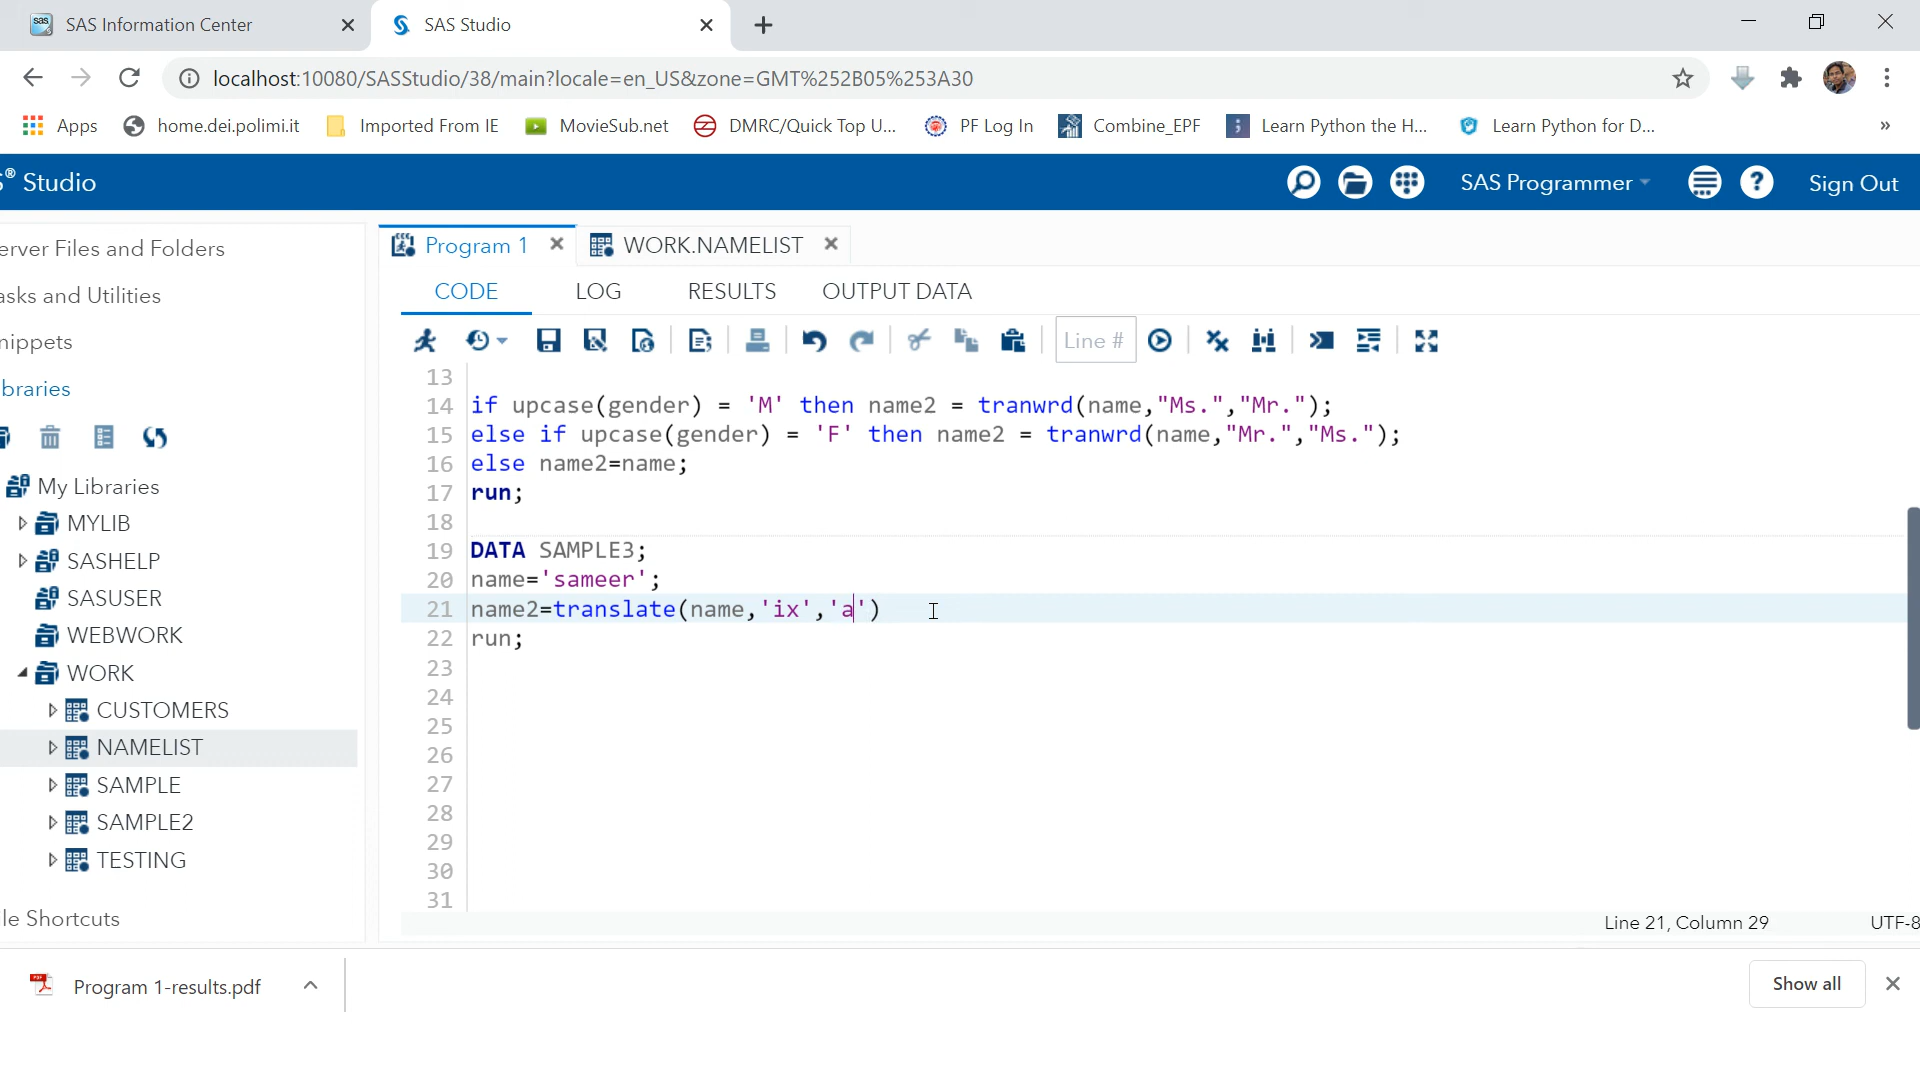 SAS Information Center
SAS Studio
localhost:10080/SASStudio/38/main?locale=en_US&zone=GMT%252B05%253A30
Apps
home.dei.polimi.it
Imported From IE
MovieSub.net
DMRC/Quick Top U...
PF Log In
Combine_EPF
Learn Python the H...
Learn Python for D...
»
S® Studio
SAS Programmer
Sign Out
erver Files and Folders
asks and Utilities
nippets
braries
My Libraries
MYLIB
SASHELP
SASUSER
WEBWORK
WORK
CUSTOMERS
NAMELIST
SAMPLE
SAMPLE2
TESTING
le Shortcuts
Program 1
WORK.NAMELIST
CODE
LOG
RESULTS
OUTPUT DATA
Line #
13
14 if upcase(gender) = 'M' then name2 = tranwrd(name,"Ms.","Mr.");
15 else if upcase(gender) = 'F' then name2 = tranwrd(name,"Mr.","Ms.");
16 else name2=name;
17 run;
18
19 DATA SAMPLE3;
20 name='sameer';
21 name2=translate(name,'ix','a')
22 run;
23
24
25
26
27
28
29
30
31
Line 21, Column 29
UTF-8
Program 1-results.pdf
Show all